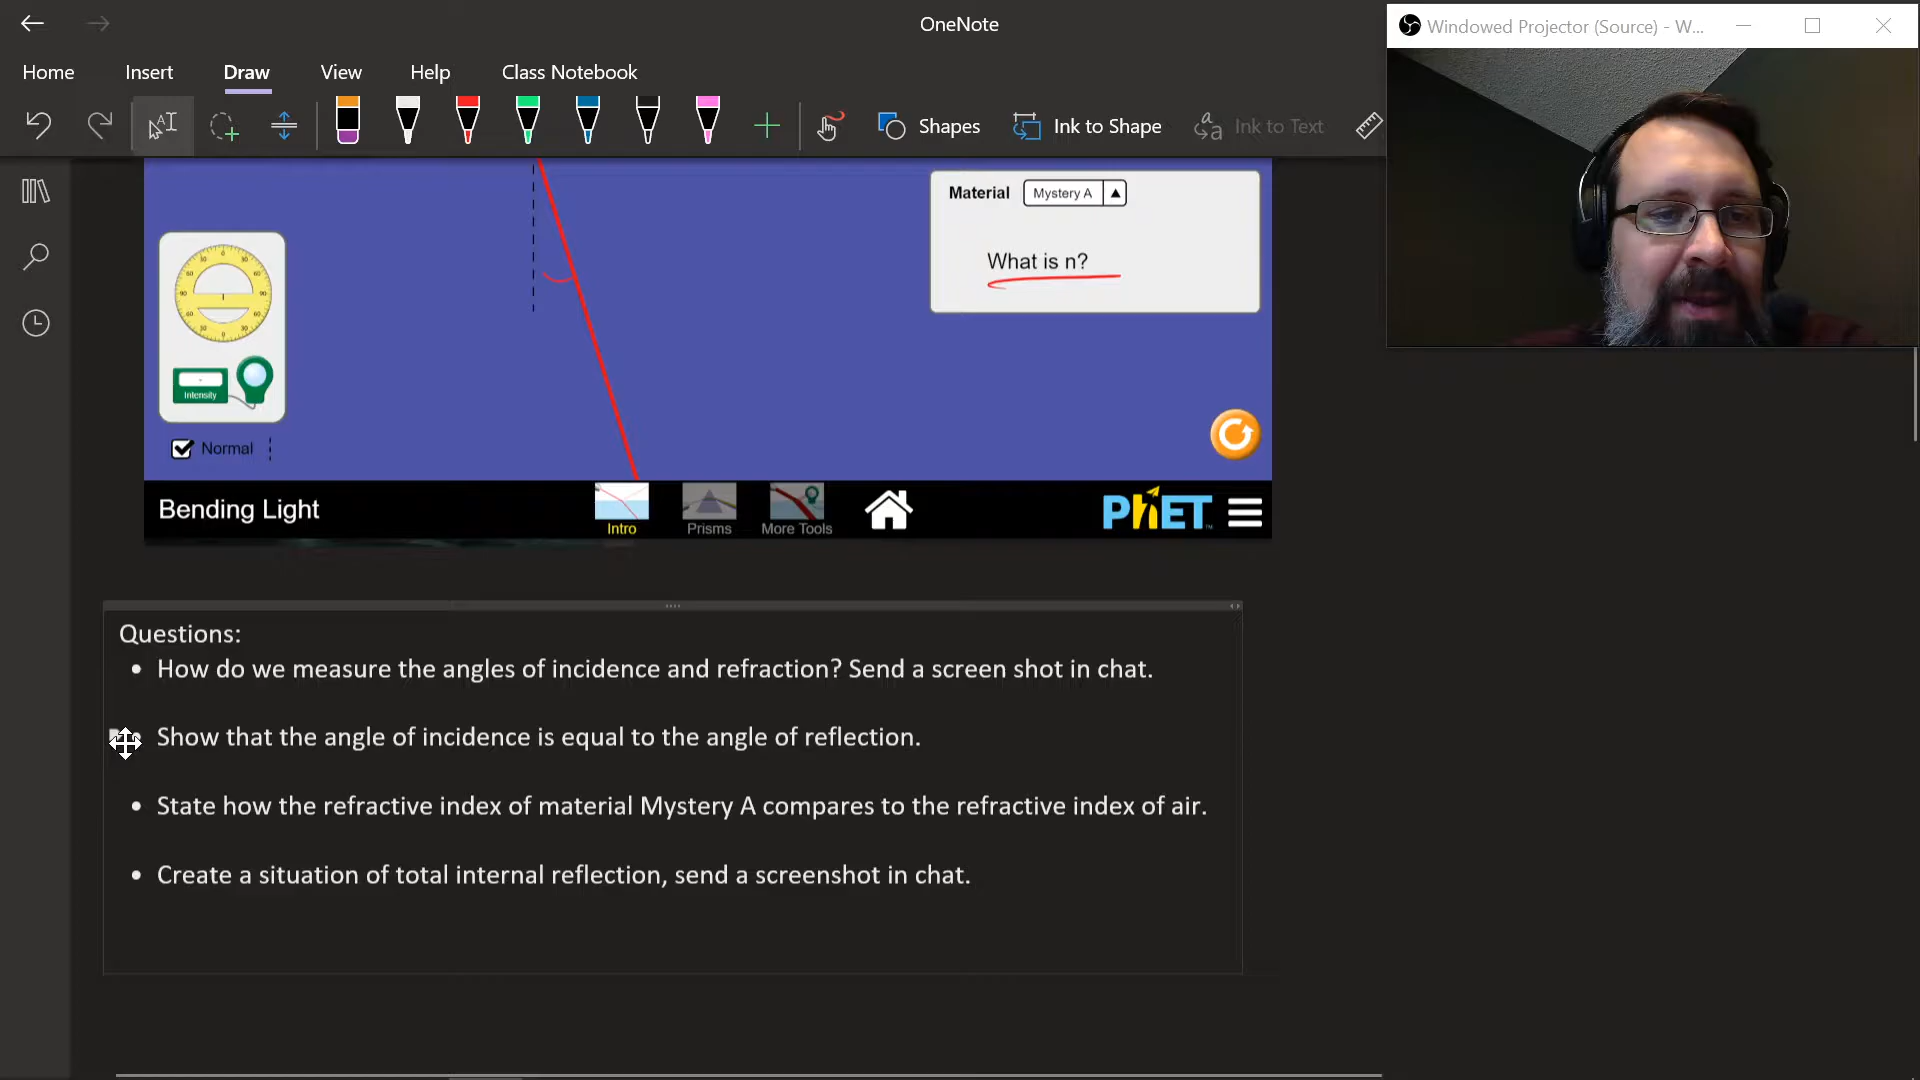 OneNote
Windowed Projector (Source) - W...
Home Insert Draw View Help Class Notebook
Shapes Ink to Shape Ink to Text
Material Mystery A
What is n?
Intensity
Normal
Bending Light
Intro Prisms More Tools
PhET
Questions:
• How do we measure the angles of incidence and refraction? Send a screen shot in chat.
Show that the angle of incidence is equal to the angle of reflection.
• State how the refractive index of material Mystery A compares to the refractive index of air.
• Create a situation of total internal reflection, send a screenshot in chat.